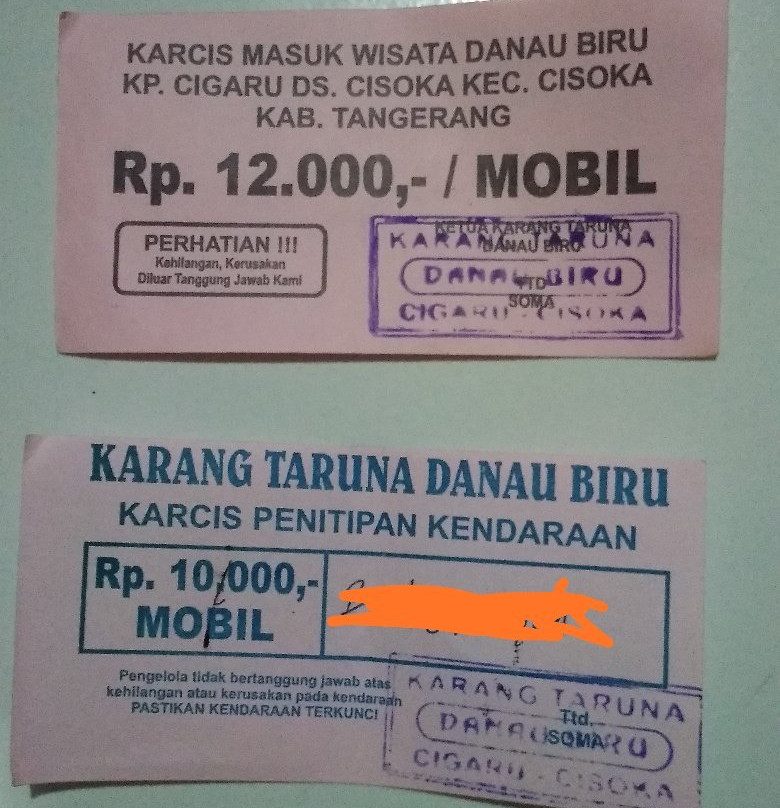 KARCIS MASUK WISATA DANAU BIRU
KP. CIGARU DS. CISOKA KEC. CISOKA
KAB. TANGERANG
Rp. 12.000,- / MOBIL
PERHATIAN !!!
Kehilangan, Kerusakan
Diluar Tanggung Jawab Kami
KETUA KARANG TARUNA
DANAU BIRU
TTD
SOMA
KARANG TARUNA
DANAU BIRU
CIGARU - CISOKA
KARANG TARUNA DANAU BIRU
KARCIS PENITIPAN KENDARAAN
Rp. 10.000,-
MOBIL
Pengelola tidak bertanggung jawab atas
kehilangan atau kerusakan pada kendaraan
PASTIKAN KENDARAAN TERKUNCI
Ttd.
SOMA
KARANG TARUNA
DANAU BIRU
CIGARU - CISOKA